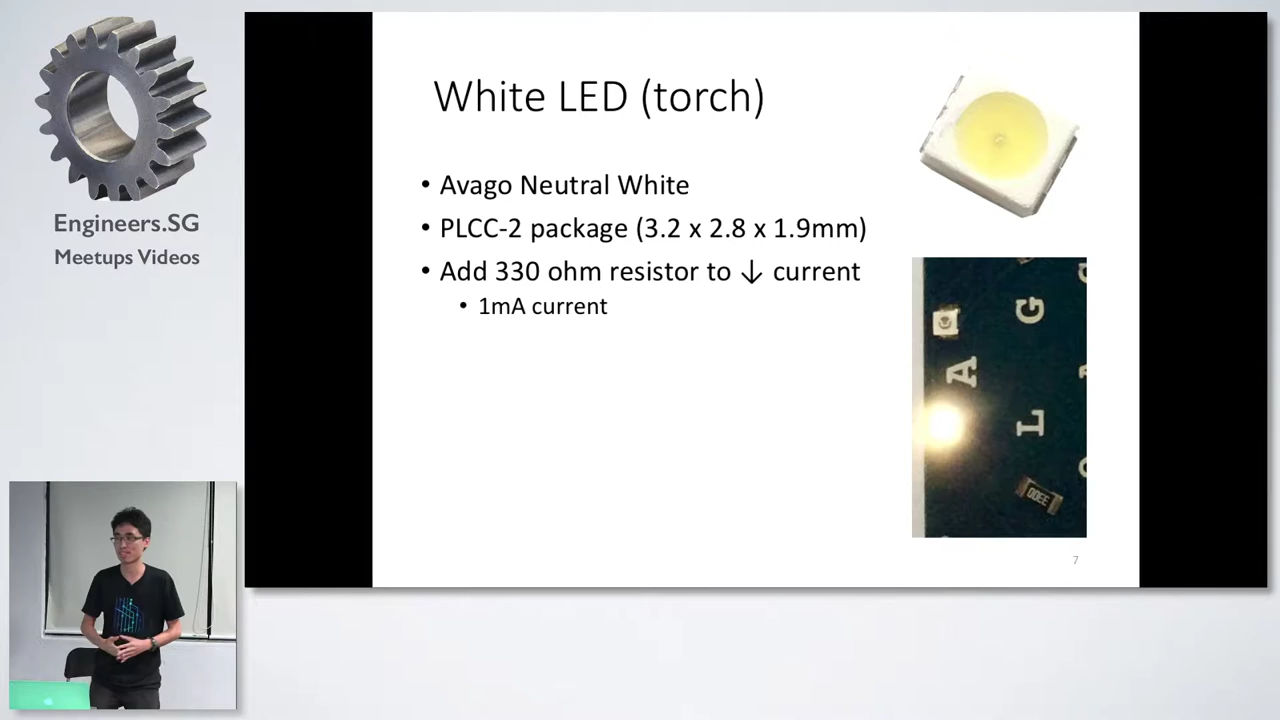 Engineers.SG
Meetups Videos
White LED (torch)
• Avago Neutral White
• PLCC-2 package (3.2 x 2.8 x 1.9mm)
• Add 330 ohm resistor to ↓ current
• 1mA current
G
A
L
7